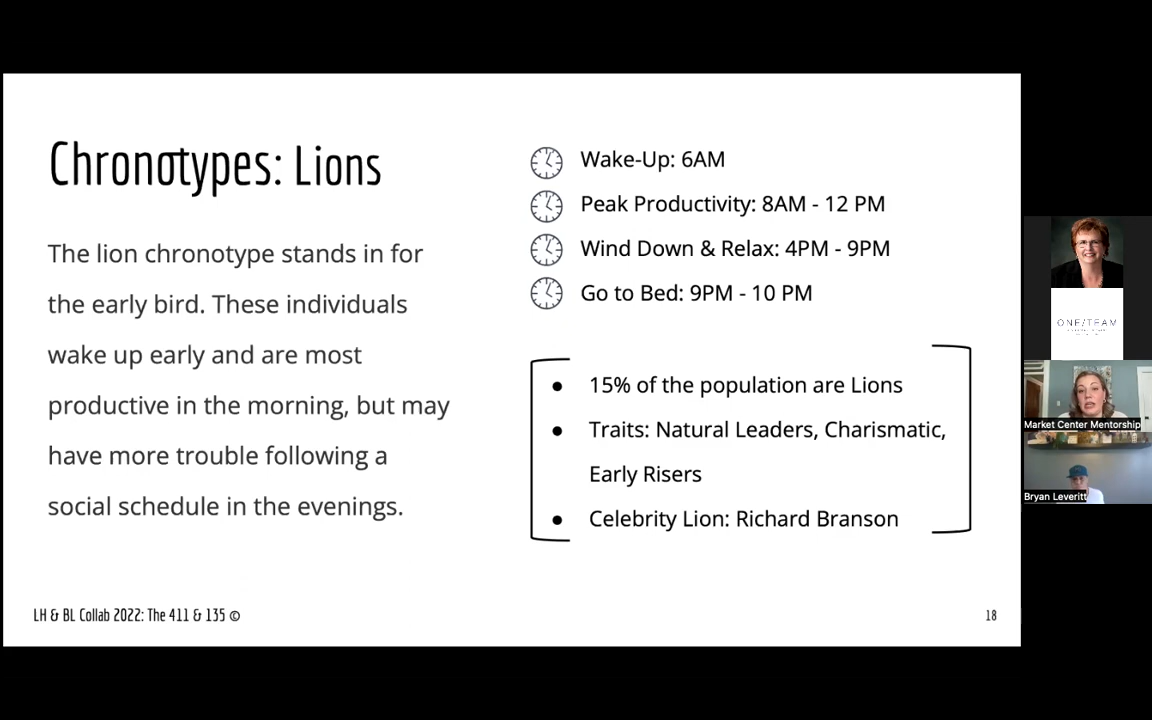 Chronotypes: Lions
The lion chronotype stands in for
the early bird. These individuals
wake up early and are most
productive in the morning, but may
have more trouble following a
social schedule in the evenings.
Wake-Up: 6AM
Peak Productivity: 8AM - 12 PM
Wind Down & Relax: 4PM - 9PM
Go to Bed: 9PM - 10 PM
● 15% of the population are Lions
● Traits: Natural Leaders, Charismatic,
Early Risers
● Celebrity Lion: Richard Branson
LH & BL Collab 2022: The 411 & 135 ©
18
ONE/TEAM
Market Center Mentorship
Bryan Leveritt